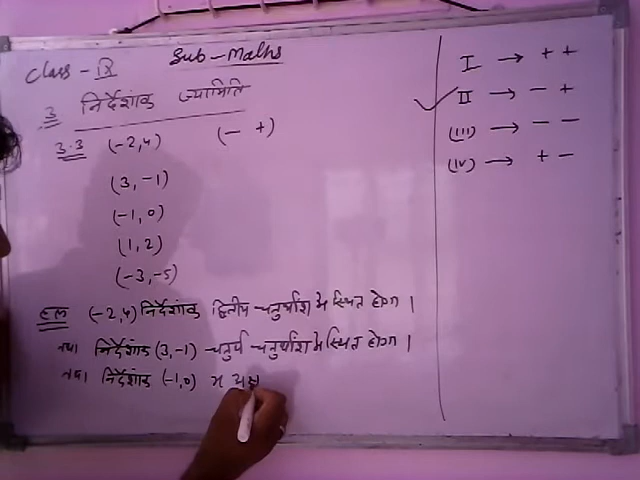 Class - IX Sub - Maths
3 निर्देशांक ज्यामिति
3.3 (-2,4) (- +)
(3, -1)
(-1, 0)
(1, 2)
(-3, -5)
हल (-2,4) निर्देशांक द्वितीय चतुर्थांश में स्थित होगा ।
तथा निर्देशांक (3, -1) चतुर्थ चतुर्थांश में स्थित होगा ।
तथा निर्देशांक (-1, 0)
I → + +
II → - +
(III) → - -
(IV) → + -